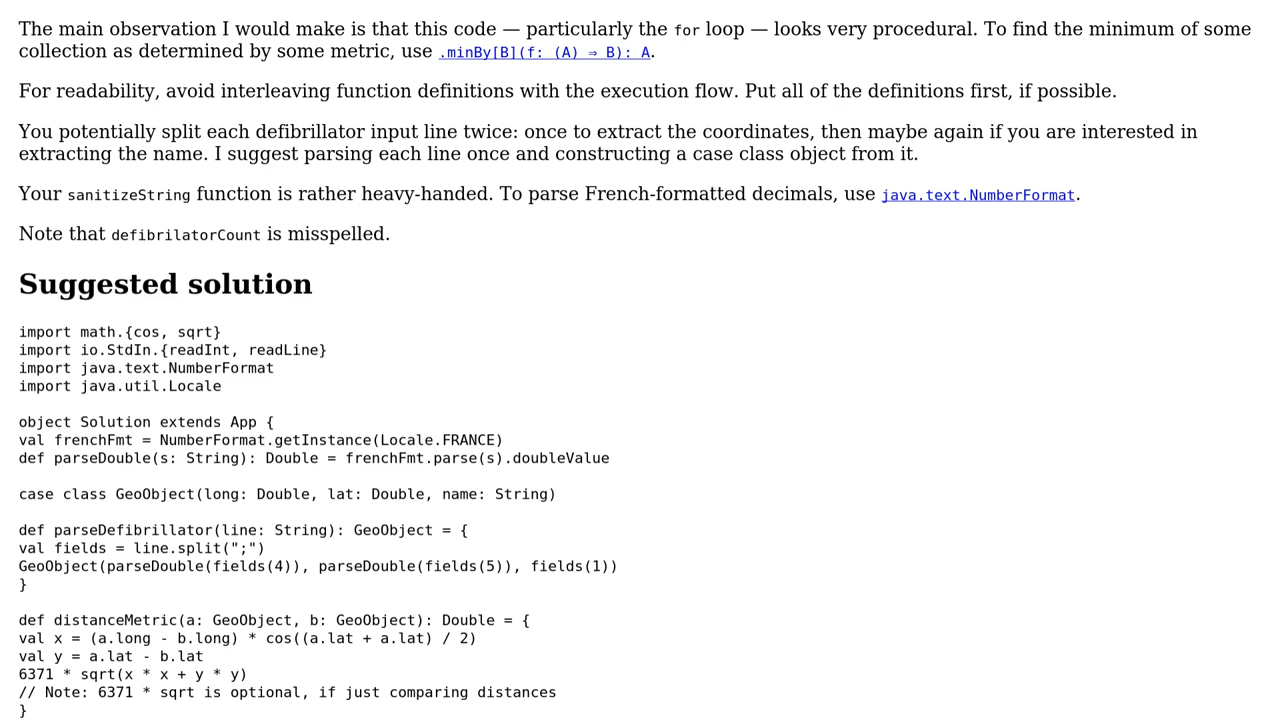 The main observation I would make is that this code — particularly the for loop — looks very procedural. To find the minimum of some
collection as determined by some metric, use .minBy[B](f: (A) ⇒ B): A.
For readability, avoid interleaving function definitions with the execution flow. Put all of the definitions first, if possible.
You potentially split each defibrillator input line twice: once to extract the coordinates, then maybe again if you are interested in
extracting the name. I suggest parsing each line once and constructing a case class object from it.
Your sanitizeString function is rather heavy-handed. To parse French-formatted decimals, use java.text.NumberFormat.
Note that defibrilatorCount is misspelled.
Suggested solution
import math.{cos, sqrt}
import io.StdIn.{readInt, readLine}
import java.text.NumberFormat
import java.util.Locale
object Solution extends App {
val frenchFmt = NumberFormat.getInstance(Locale.FRANCE)
def parseDouble(s: String): Double = frenchFmt.parse(s).doubleValue
case class GeoObject(long: Double, lat: Double, name: String)
def parseDefibrillator(line: String): GeoObject = {
val fields = line.split(";")
GeoObject(parseDouble(fields(4)), parseDouble(fields(5)), fields(1))
}
def distanceMetric(a: GeoObject, b: GeoObject): Double = {
val x = (a.long - b.long) * cos((a.lat + a.lat) / 2)
val y = a.lat - b.lat
6371 * sqrt(x * x + y * y)
// Note: 6371 * sqrt is optional, if just comparing distances
}